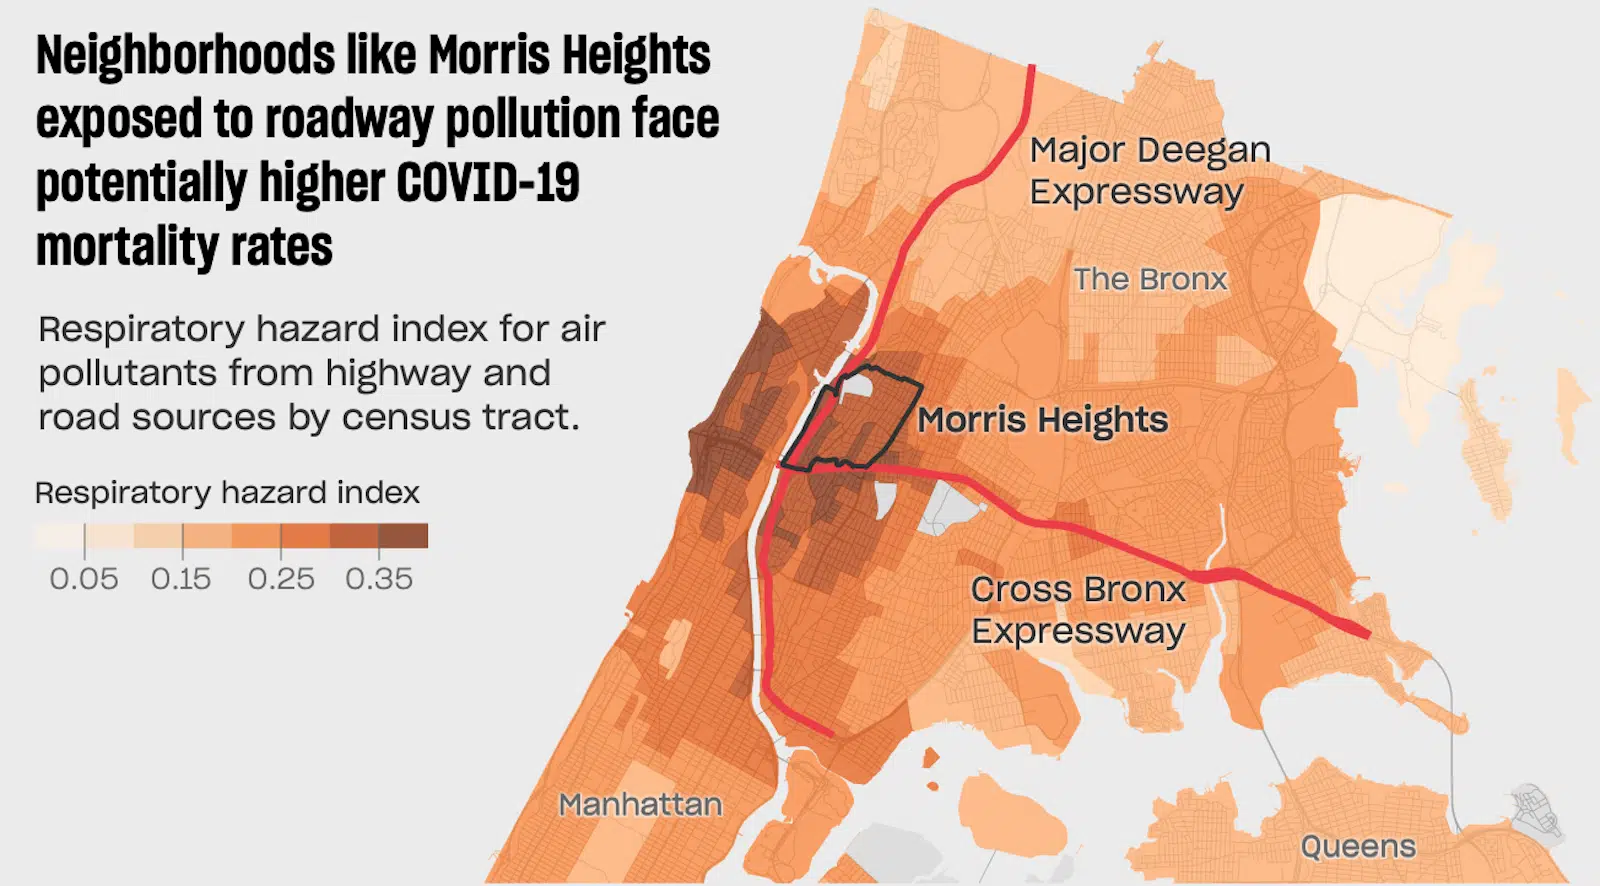 Neighborhoods like Morris Heights
exposed to roadway pollution face
potentially higher COVID-19
mortality rates
Respiratory hazard index for air
pollutants from highway and
road sources by census tract.
Respiratory hazard index
0.05 0.15 0.25 0.35
Major Deegan
Expressway
The Bronx
Morris Heights
Cross Bronx
Expressway
Manhattan
Queens